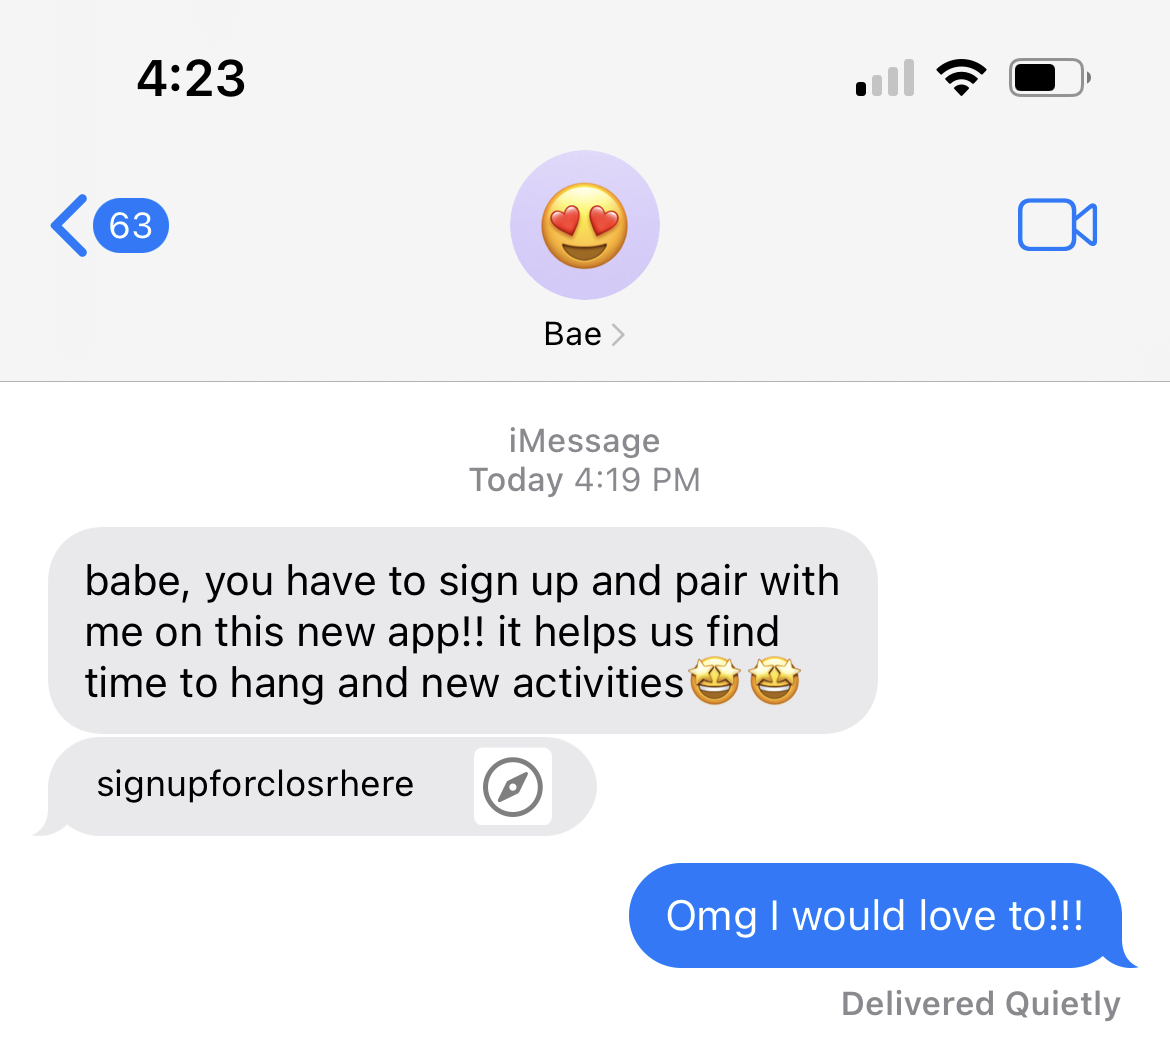 4:23
63
Bae
iMessage
Today 4:19 PM
babe, you have to sign up and pair with
me on this new app!! it helps us find
time to hang and new activities🤩🤩
signupforclosrhere
Omg I would love to!!!
Delivered Quietly